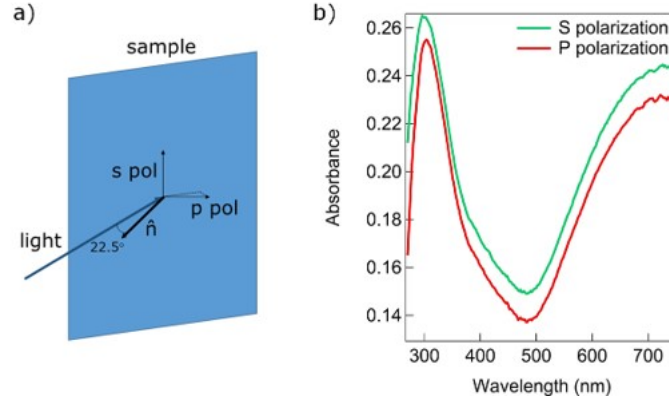 a)
sample
s pol
p pol
n̂
light
22.5°
b)
S polarization
P polarization
Absorbance
0.26
0.24
0.22
0.20
0.18
0.16
0.14
300 400 500 600 700
Wavelength (nm)